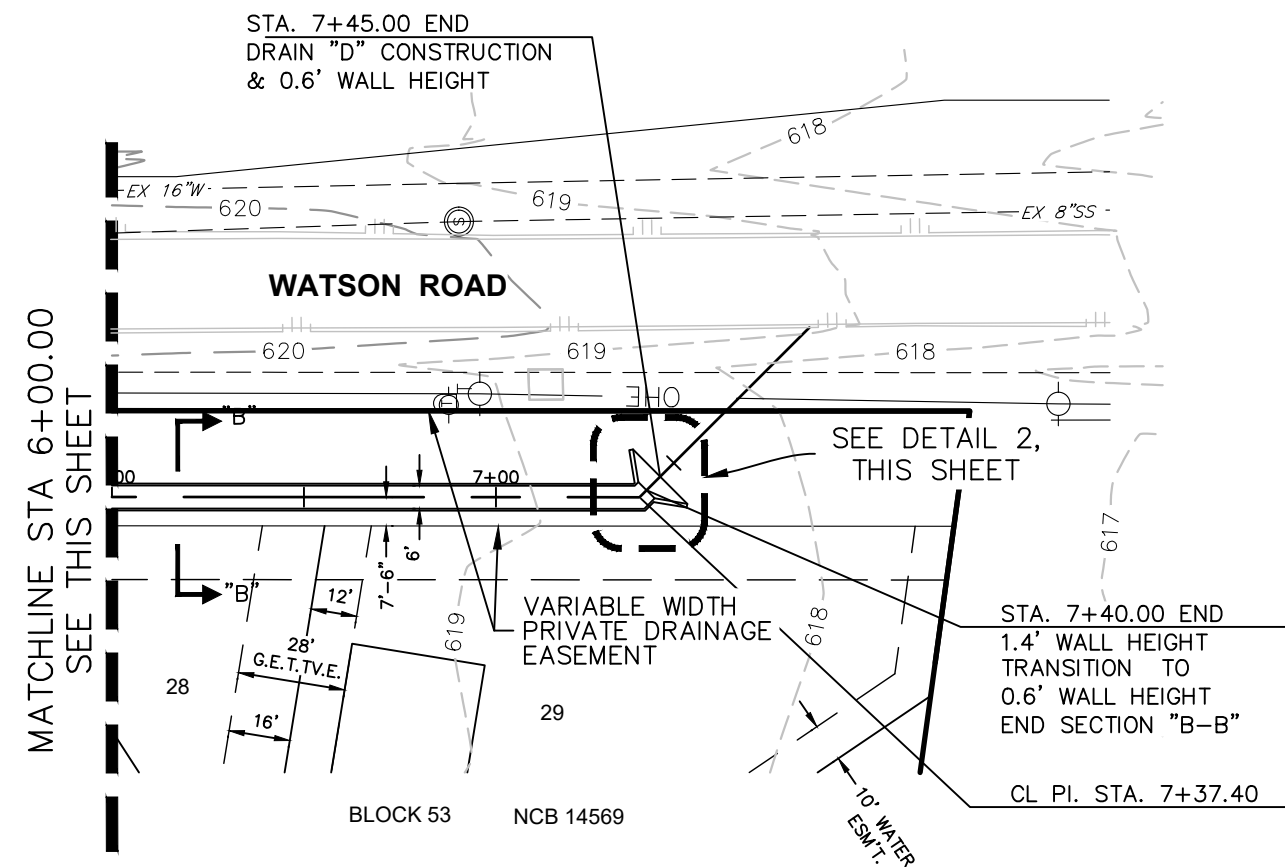 STA. 7+45.00 END
DRAIN "D" CONSTRUCTION
& 0.6' WALL HEIGHT
618
EX 16"W
620
619
S
EX 8"SS
WATSON ROAD
620
619
618
OHE
"B"
SEE DETAIL 2,
THIS SHEET
MATCHLINE STA 6+00.00
SEE THIS SHEET
00
7+00
617
6'
7'-6"
"B"
12'
VARIABLE WIDTH
PRIVATE DRAINAGE
EASEMENT
619
618
STA. 7+40.00 END
1.4' WALL HEIGHT
TRANSITION TO
0.6' WALL HEIGHT
END SECTION "B-B"
28'
G.E.T.TV.E.
28
16'
29
CL PI. STA. 7+37.40
10' WATER
ESM'T.
BLOCK 53
NCB 14569